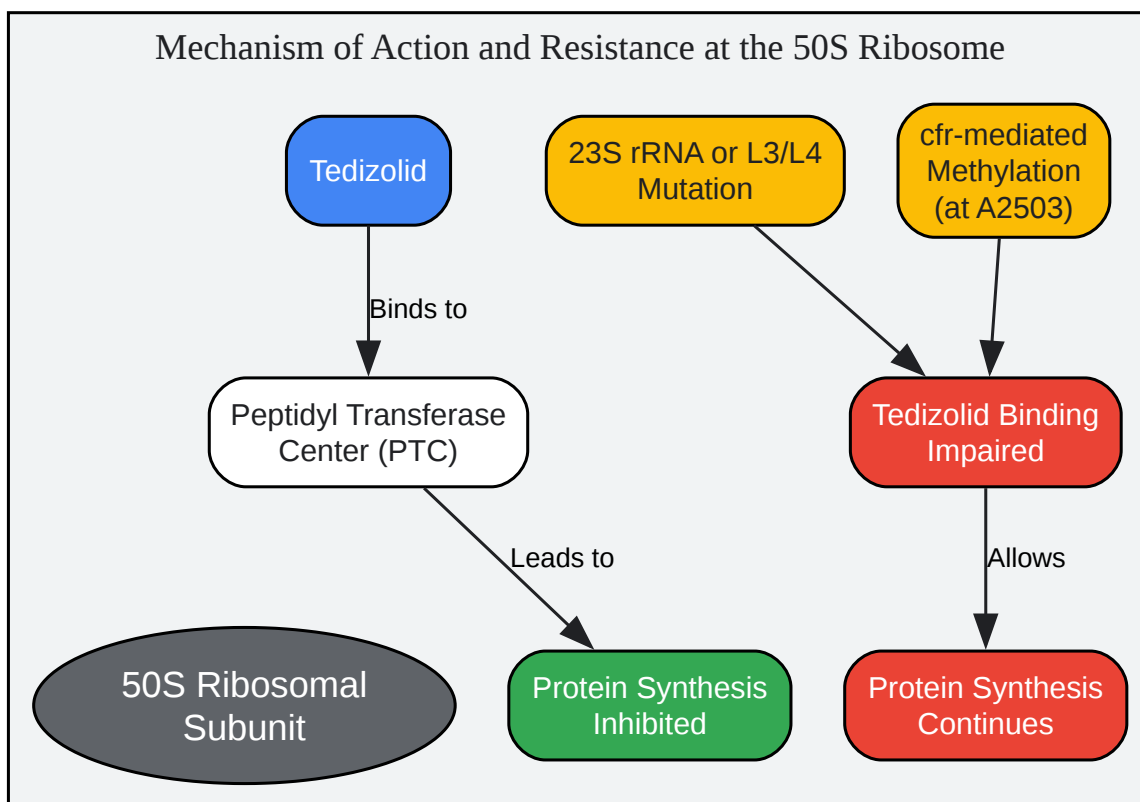 Mechanism of Action and Resistance at the 50S Ribosome
Tedizolid
23S rRNA or L3/L4
Mutation
cfr-mediated
Methylation
(at A2503)
Binds to
Peptidyl Transferase
Center (PTC)
Tedizolid Binding
Impaired
Leads to
Allows
50S Ribosomal
Subunit
Protein Synthesis
Inhibited
Protein Synthesis
Continues